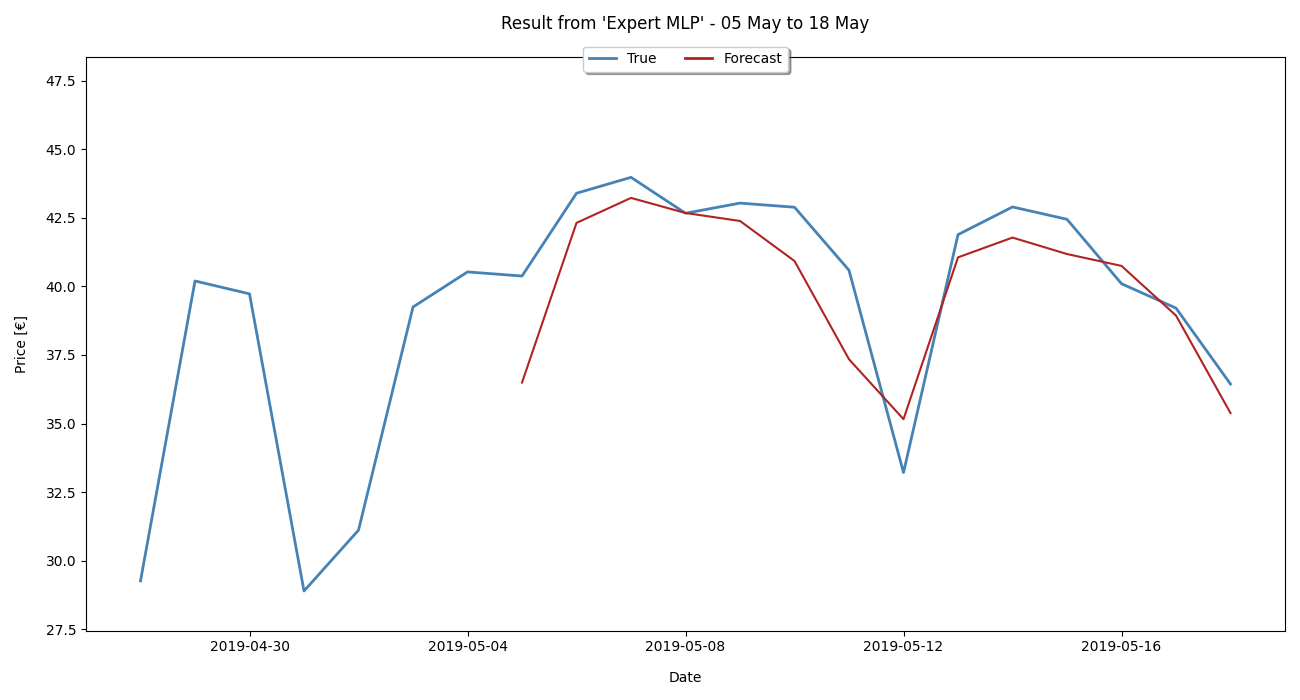 Result from 'Expert MLP' - 05 May to 18 May
True Forecast
47.5
45.0
42.5
40.0
37.5
35.0
32.5
30.0
27.5
Price [€]
2019-04-30 2019-05-04 2019-05-08 2019-05-12 2019-05-16
Date